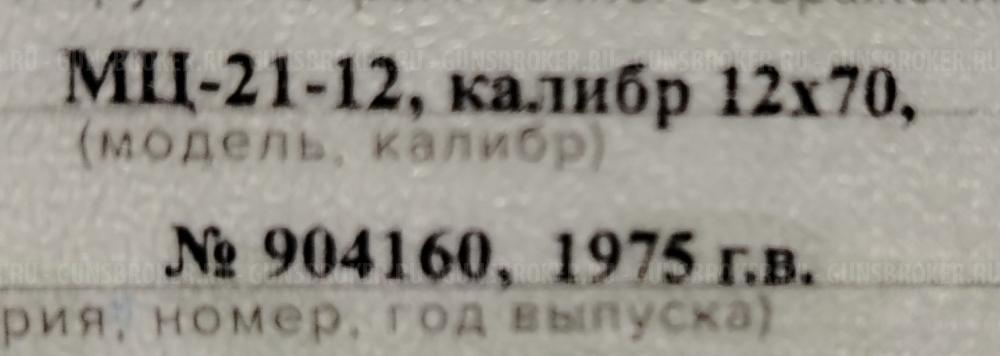 МЦ-21-12, калибр 12х70,
(модель, калибр)
№ 904160, 1975 г.в.
рия, номер, год выпуска)